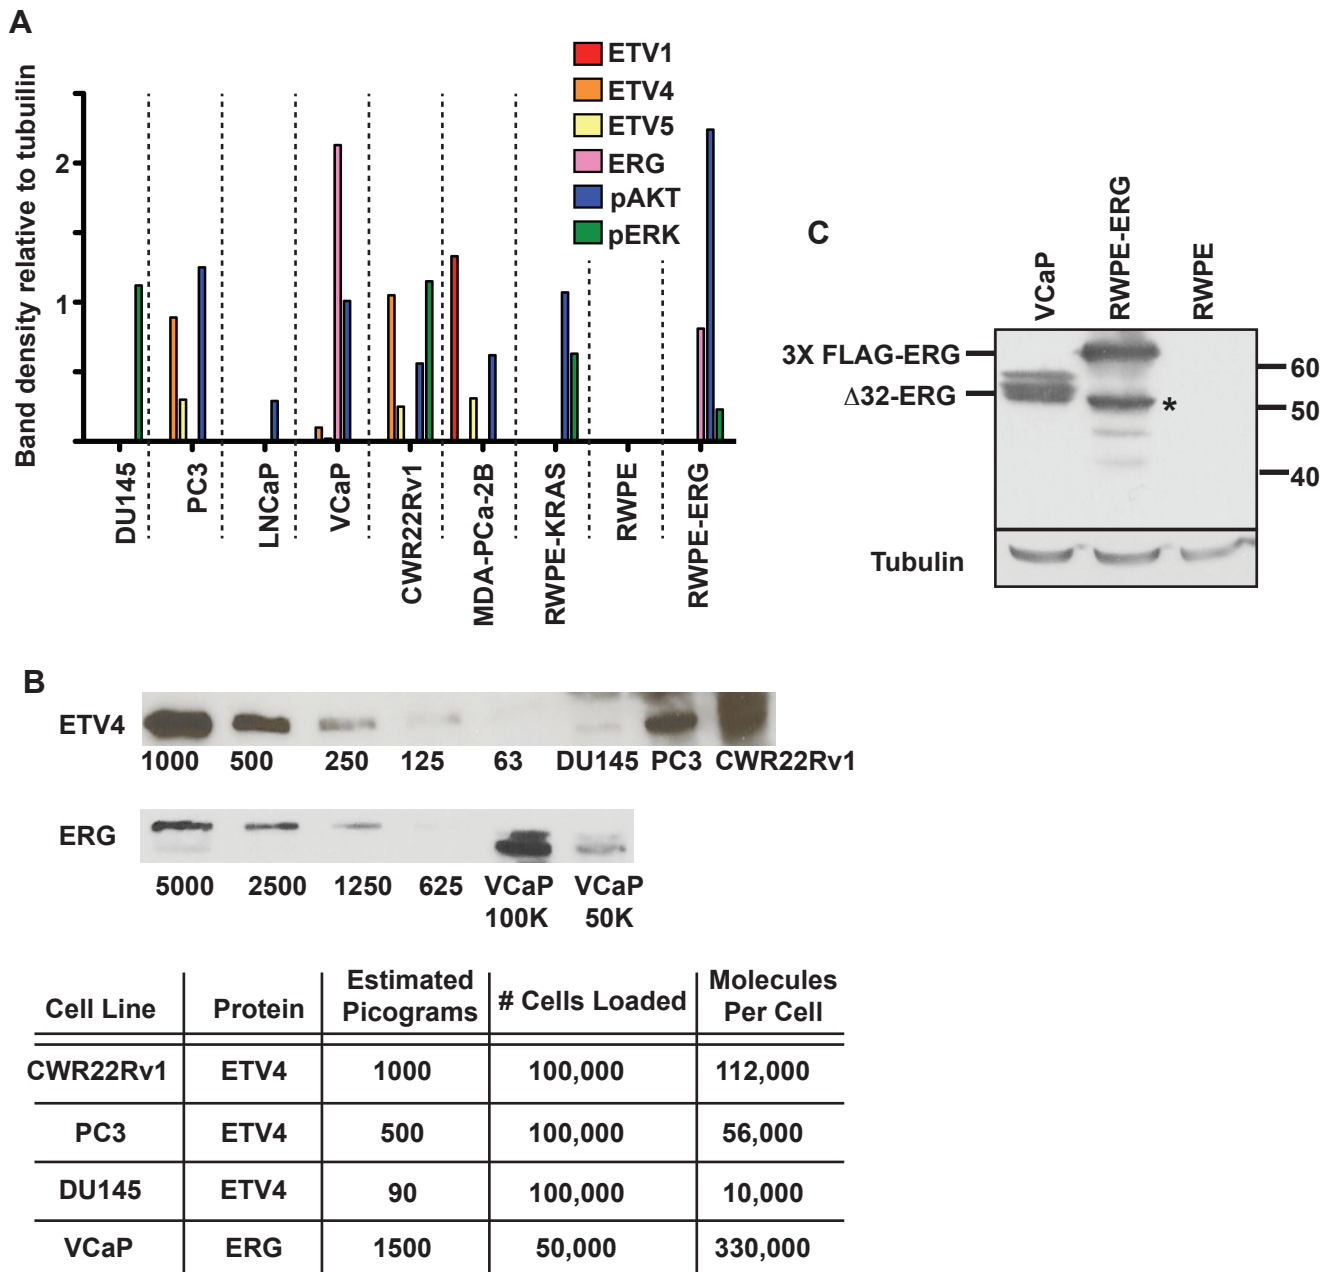 A
Band density relative to tubuilin
2
1
ETV1
ETV4
ETV5
ERG
pAKT
pERK
DU145
PC3
LNCaP
VCaP
CWR22Rv1
MDA-PCa-2B
RWPE-KRAS
RWPE
RWPE-ERG
C
VCaP
RWPE-ERG
RWPE
3X FLAG-ERG
Δ32-ERG
*
60
50
40
Tubulin
B
ETV4
1000 500 250 125 63 DU145 PC3 CWR22Rv1
ERG
5000 2500 1250 625 VCaP VCaP
100K 50K
Cell Line Protein Estimated Picograms # Cells Loaded Molecules Per Cell
CWR22Rv1 ETV4 1000 100,000 112,000
PC3 ETV4 500 100,000 56,000
DU145 ETV4 90 100,000 10,000
VCaP ERG 1500 50,000 330,000